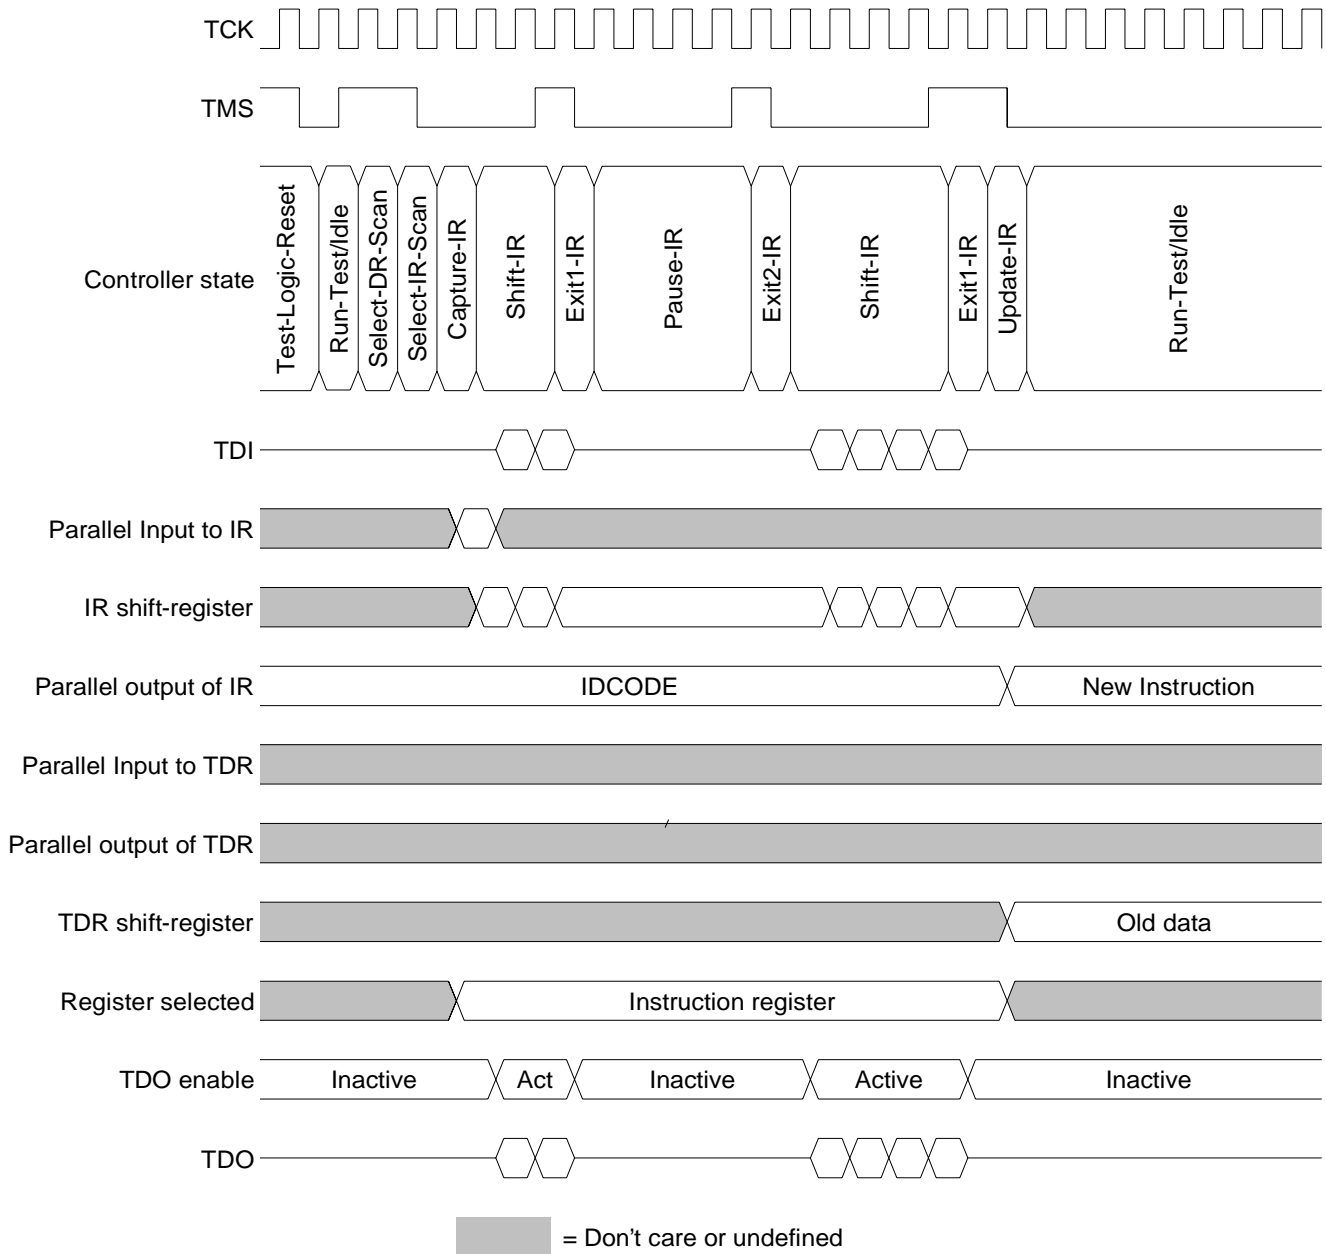 TCK
TMS
Controller state
Test-Logic-Reset
Run-Test/Idle
Select-DR-Scan
Select-IR-Scan
Capture-IR
Shift-IR
Exit1-IR
Pause-IR
Exit2-IR
Shift-IR
Exit1-IR
Update-IR
Run-Test/Idle
TDI
Parallel Input to IR
IR shift-register
Parallel output of IR IDCODE New Instruction
Parallel Input to TDR
Parallel output of TDR
TDR shift-register Old data
Register selected Instruction register
TDO enable Inactive Act Inactive Active Inactive
TDO
= Don't care or undefined